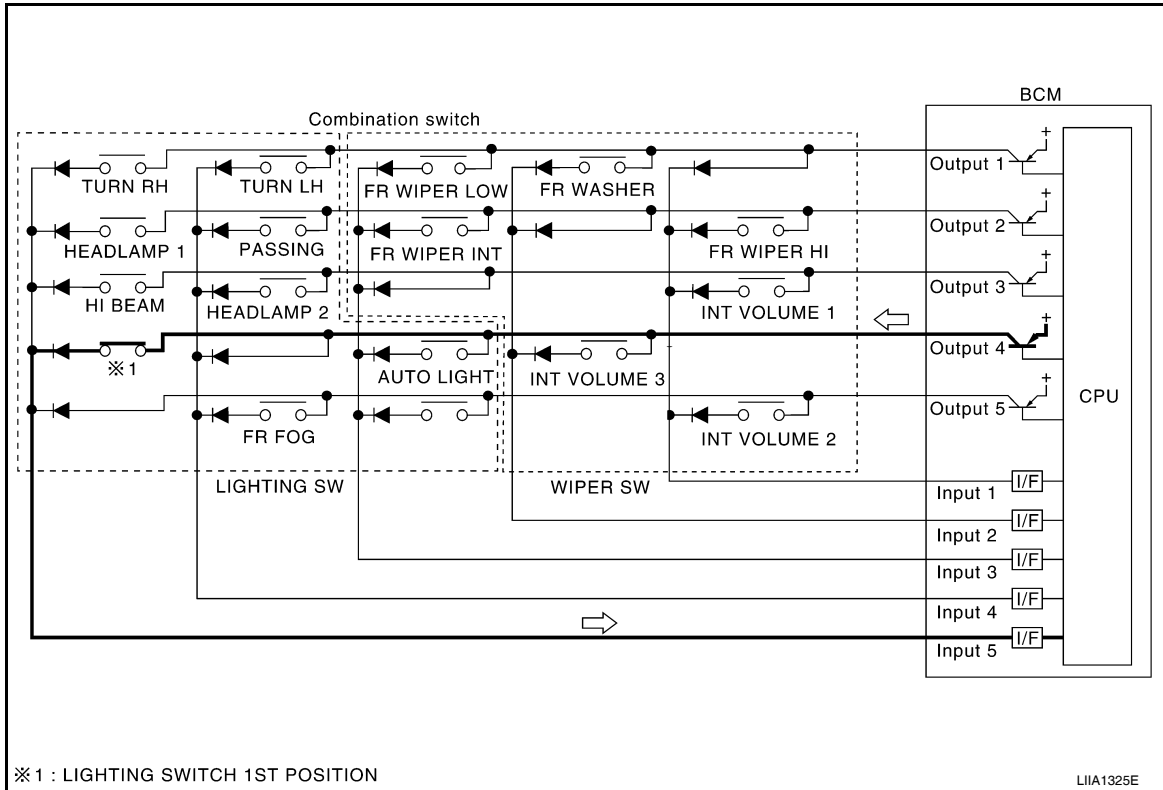 BCM
Combination switch
Output 1
TURN RH
TURN LH
FR WIPER LOW
FR WASHER
Output 2
HEADLAMP 1
PASSING
FR WIPER INT
FR WIPER HI
Output 3
HI BEAM
HEADLAMP 2
INT VOLUME 1
Output 4
※1
AUTO LIGHT
INT VOLUME 3
CPU
Output 5
FR FOG
INT VOLUME 2
LIGHTING SW
WIPER SW
Input 1
I/F
Input 2
I/F
Input 3
I/F
Input 4
I/F
Input 5
I/F
+
+
+
+
+
※1 : LIGHTING SWITCH 1ST POSITION
LIIA1325E